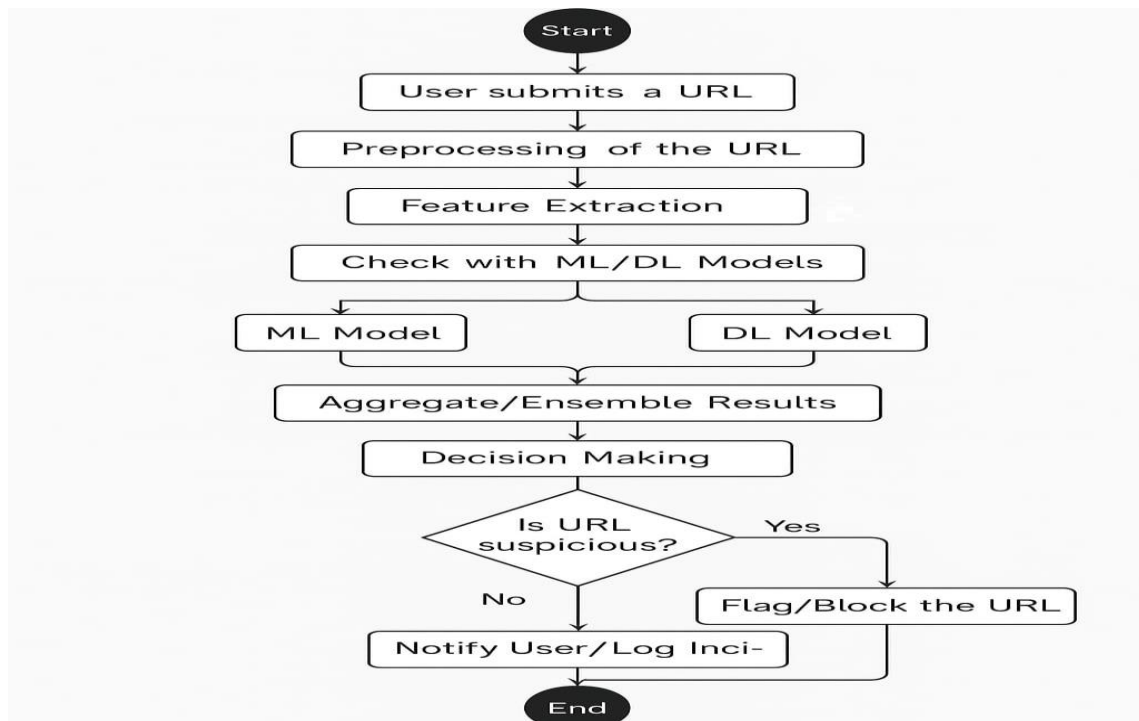 Start
User submits a URL
Preprocessing of the URL
Feature Extraction
Check with ML/DL Models
ML Model
DL Model
Aggregate/Ensemble Results
Decision Making
Is URL
suspicious?
Yes
No
Flag/Block the URL
Notify User/Log Inci-
End